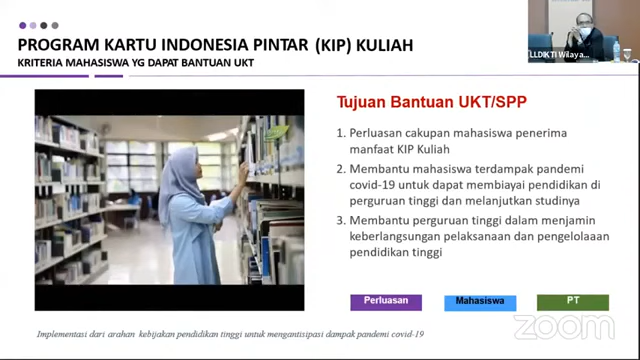 PROGRAM KARTU INDONESIA PINTAR (KIP) KULIAH
KRITERIA MAHASISWA YG DAPAT BANTUAN UKT
LLDIKTI Wilaya...
Tujuan Bantuan UKT/SPP
1. Perluasan cakupan mahasiswa penerima
manfaat KIP Kuliah
2. Membantu mahasiswa terdampak pandemi
covid-19 untuk dapat membiayai pendidikan di
perguruan tinggi dan melanjutkan studinya
3. Membantu perguruan tinggi dalam menjamin
keberlangsungan pelaksanaan dan pengelolaaan
pendidikan tinggi
Perluasan
Mahasiswa
PT
Implementasi dari arahan kebijakan pendidikan tinggi untuk mengantisipasi dampak pandemi covid-19
zoom